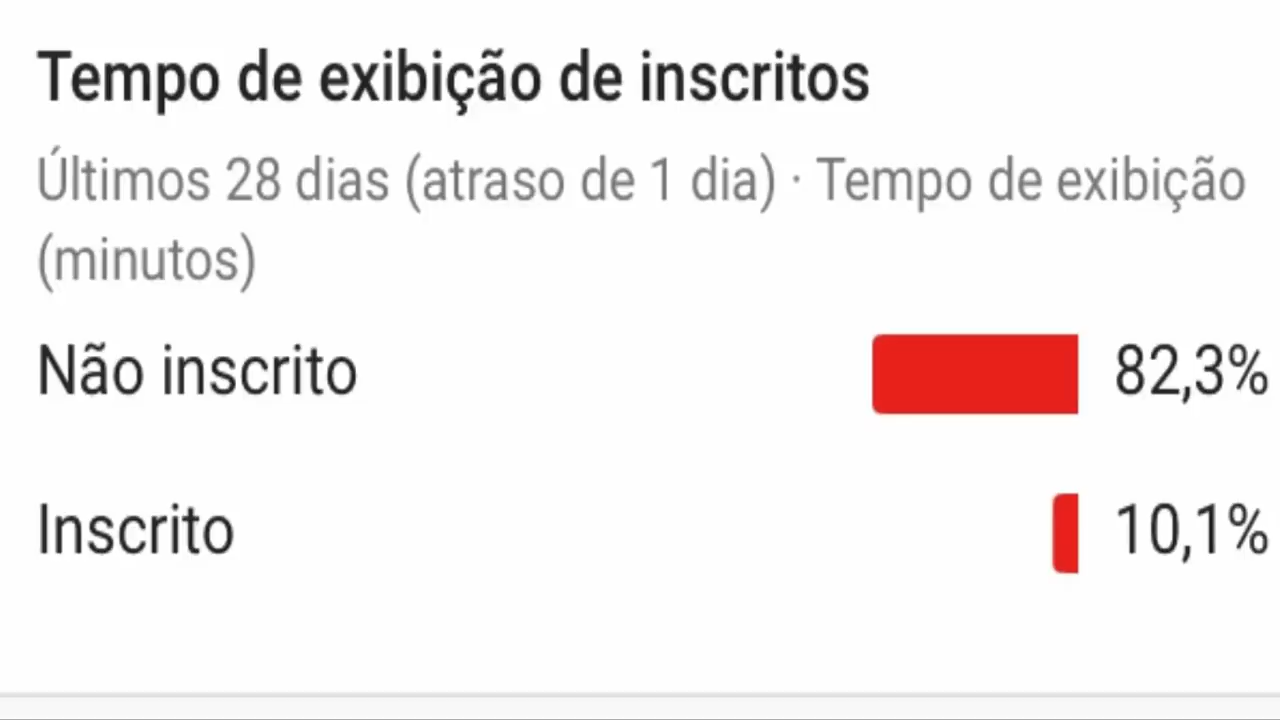 Tempo de exibição de inscritos
Últimos 28 dias (atraso de 1 dia) · Tempo de exibição
(minutos)
Não inscrito 82,3%
Inscrito 10,1%